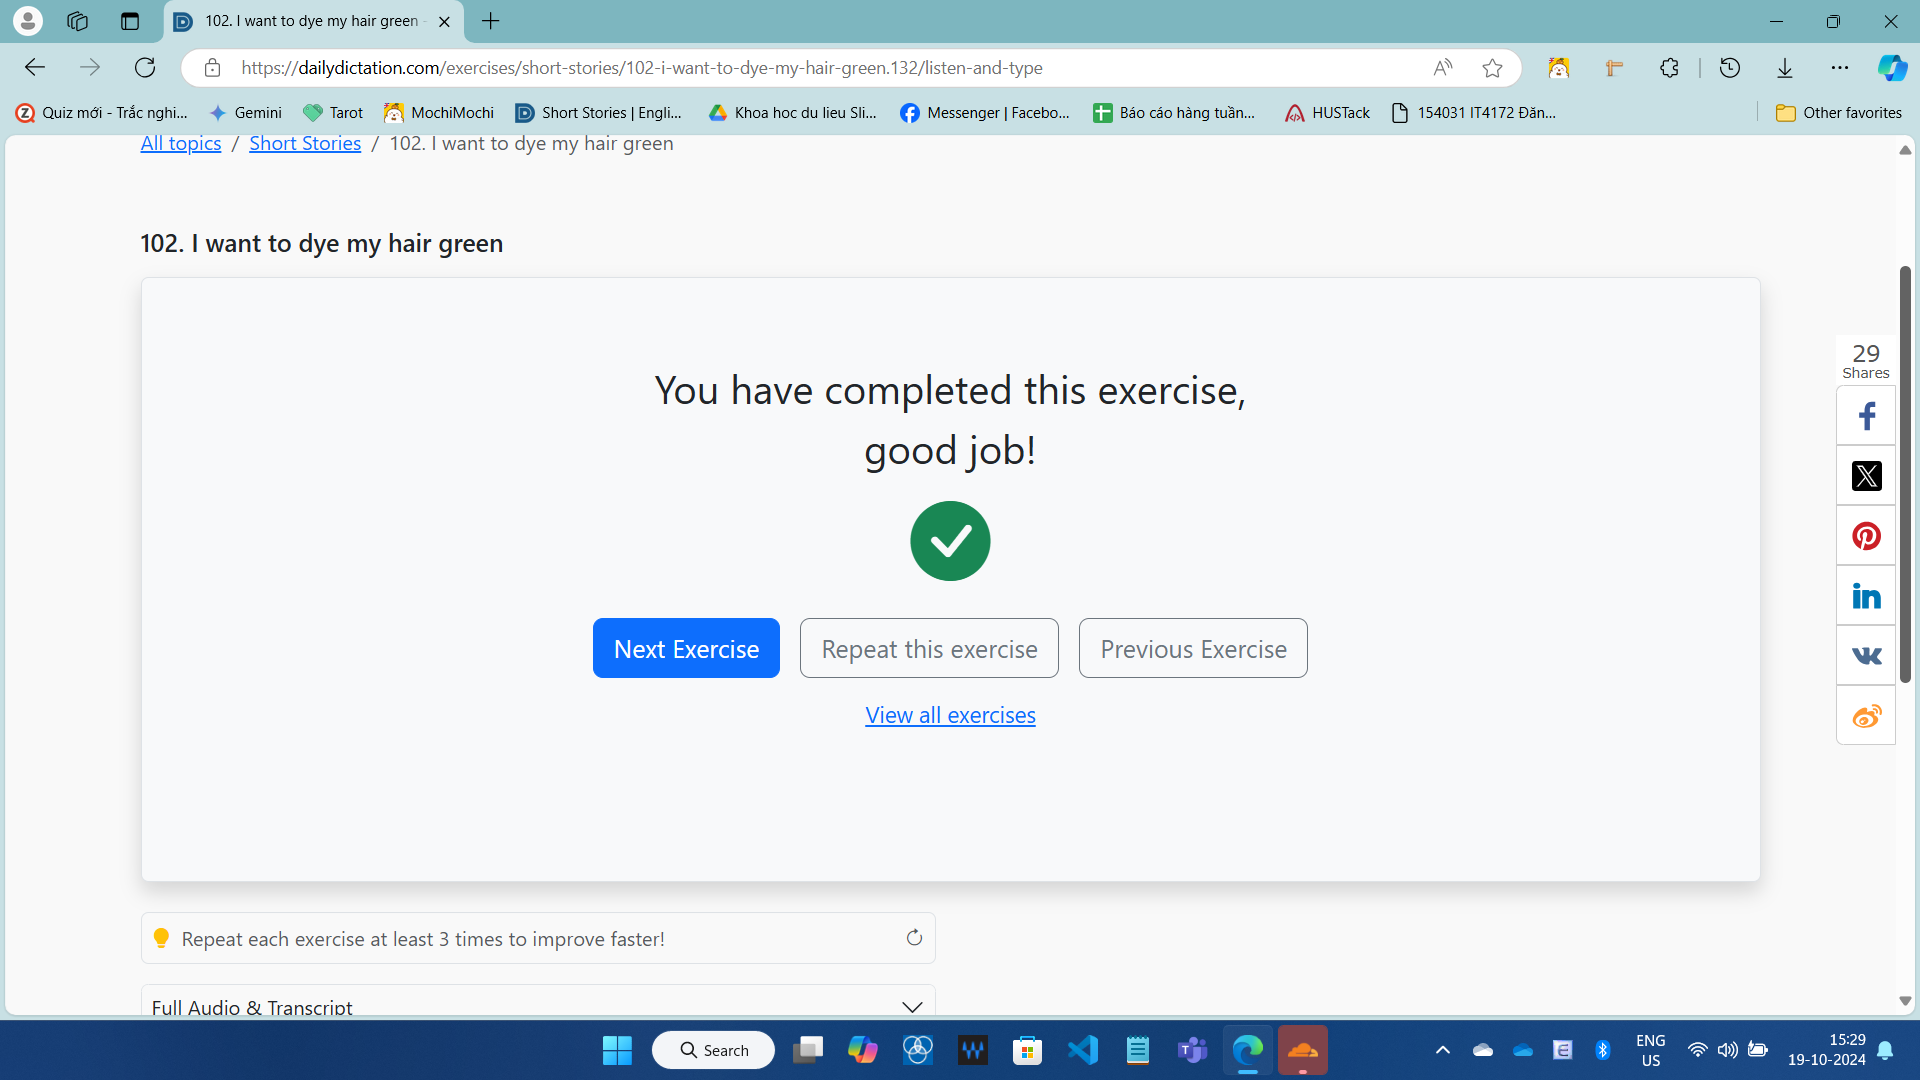 102. I want to dye my hair green -
https://dailydictation.com/exercises/short-stories/102-i-want-to-dye-my-hair-green.132/listen-and-type
Quiz mới - Trắc nghi... Gemini Tarot MochiMochi Short Stories | Engli... Khoa hoc du lieu Sli... Messenger | Facebo... Báo cáo hàng tuần... HUSTack 154031 IT4172 Đăn... Other favorites
All topics / Short Stories / 102. I want to dye my hair green
102. I want to dye my hair green
You have completed this exercise,
good job!
Next Exercise Repeat this exercise Previous Exercise
View all exercises
29
Shares
Repeat each exercise at least 3 times to improve faster!
Full Audio & Transcript
Search
ENG
US
15:29
19-10-2024